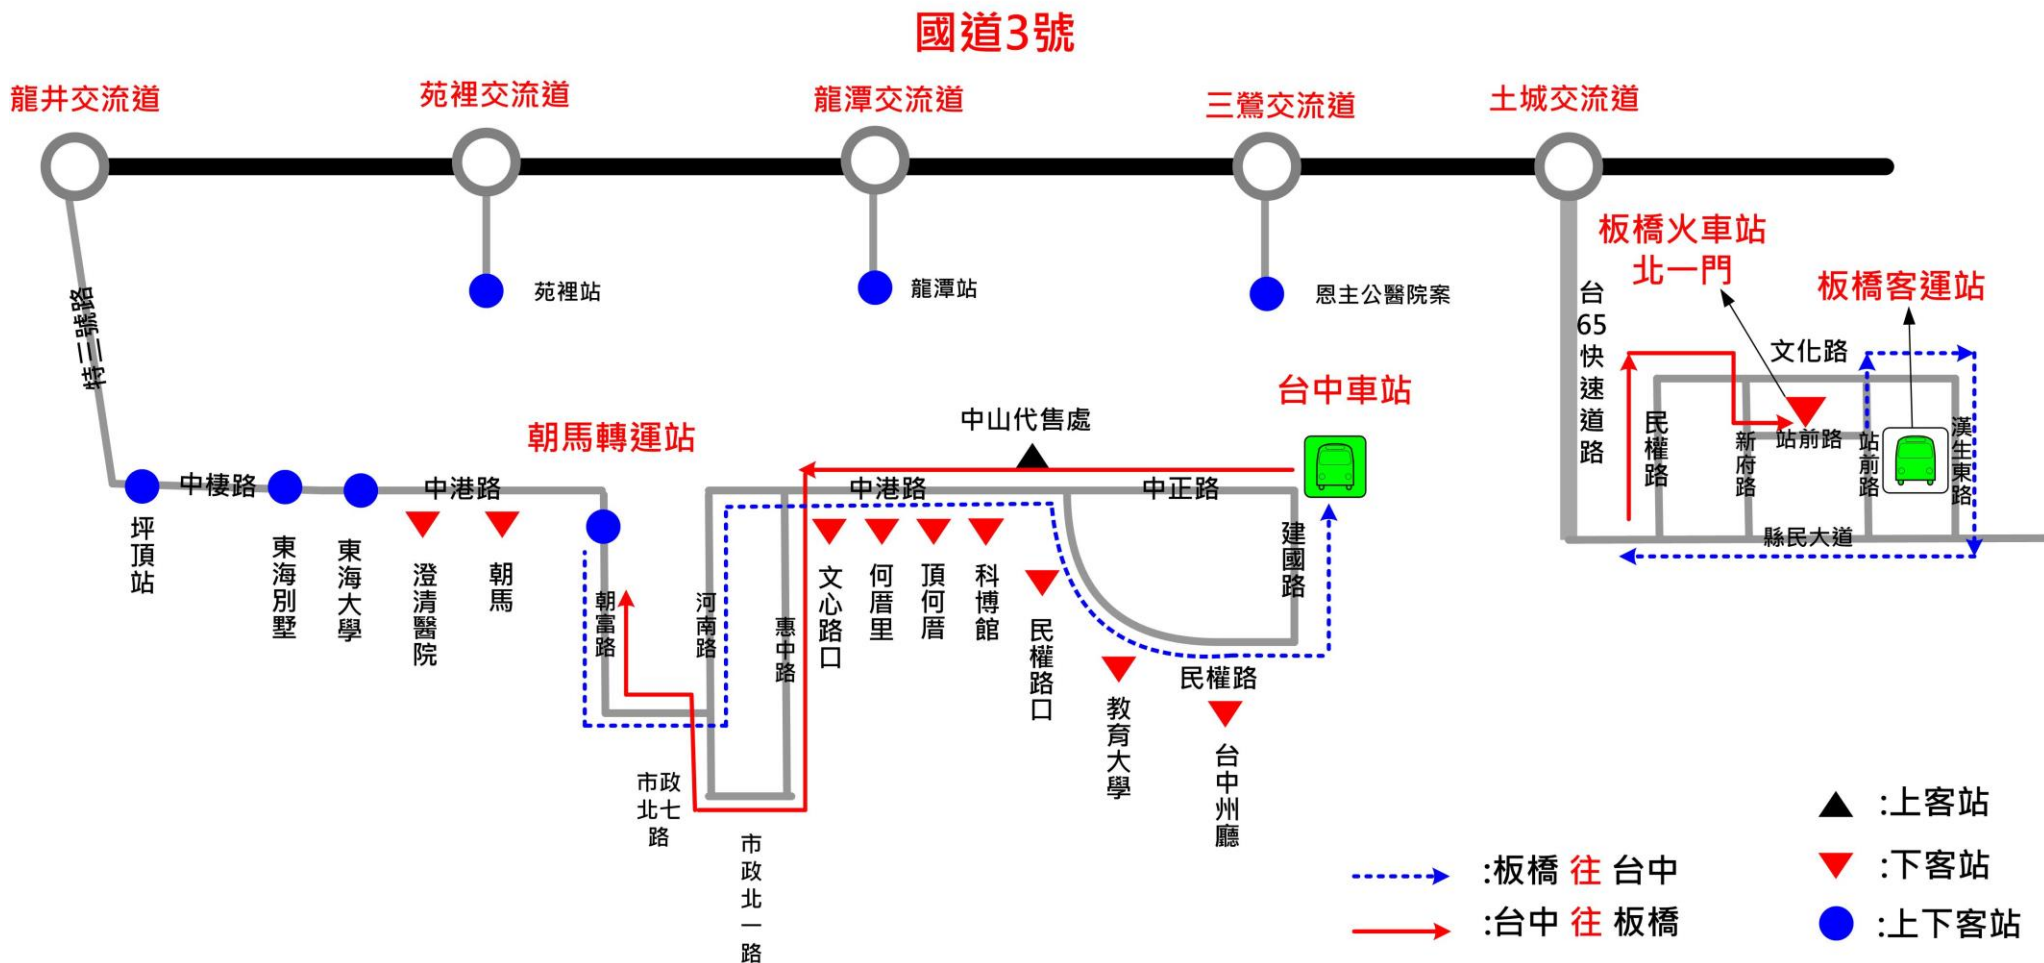 國道3號
龍井交流道
苑裡交流道
龍潭交流道
三鶯交流道
土城交流道
板橋火車站
北一門
板橋客運站
苑裡站
龍潭站
恩主公醫院案
特三號路
台65快速道路
文化路
民權路
新府路
站前路
站前路
漢生東路
縣民大道
台中車站
中山代售處
朝馬轉運站
中棲路
中港路
中港路
中正路
建國路
坪頂站
東海別墅
東海大學
澄清醫院
朝馬
朝富路
河南路
惠中路
文心路口
何厝里
頂何厝
科博館
民權路口
教育大學
民權路
台中州廳
市政
北七
路
市政北一路
:上客站
:下客站
:上下客站
:板橋 往 台中
:台中 往 板橋